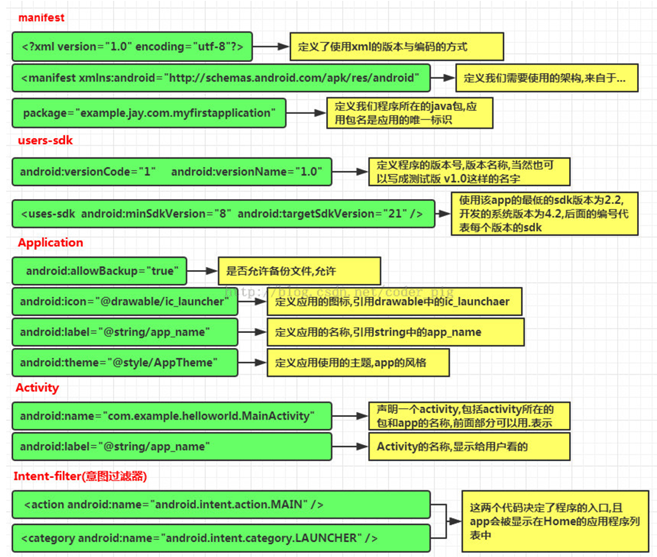 manifest
<?xml version="1.0" encoding="utf-8"?>
定义了使用xml的版本与编码的方式
<manifest xmlns:android="http://schemas.android.com/apk/res/android"
定义我们需要使用的架构,来自于...
package="example.jay.com.myfirstapplication"
定义我们程序所在的java包,应
用包名是应用的唯一标识
users-sdk
android:versionCode="1" android:versionName="1.0"
定义程序的版本号,版本名称,当然也可
以写成测试版 v1.0这样的名字
<uses-sdk android:minSdkVersion="8" android:targetSdkVersion="21" />
使用该app的最低的sdk版本为2.2,
开发的系统版本为4.2,后面的编号代
表每个版本的sdk
Application
android:allowBackup="true"
是否允许备份文件,允许
http://blog.csdn.net/coder_pig
android:icon="@drawable/ic_launcher"
定义应用的图标,引用drawable中的ic_launchaer
android:label="@string/app_name"
定义应用的名称,引用string中的app_name
android:theme="@style/AppTheme"
定义应用使用的主题,app的风格
Activity
android:name="com.example.helloworld.MainActivity"
声明一个activity,包括activity所在的
包和app的名称,前面部分可以用.表示
android:label="@string/app_name"
Activity的名称,显示给用户看的
Intent-filter(意图过滤器)
<action android:name="android.intent.action.MAIN" />
<category android:name="android.intent.category.LAUNCHER" />
这两个代码决定了程序的入口,且
app会被显示在Home的应用程序列
表中